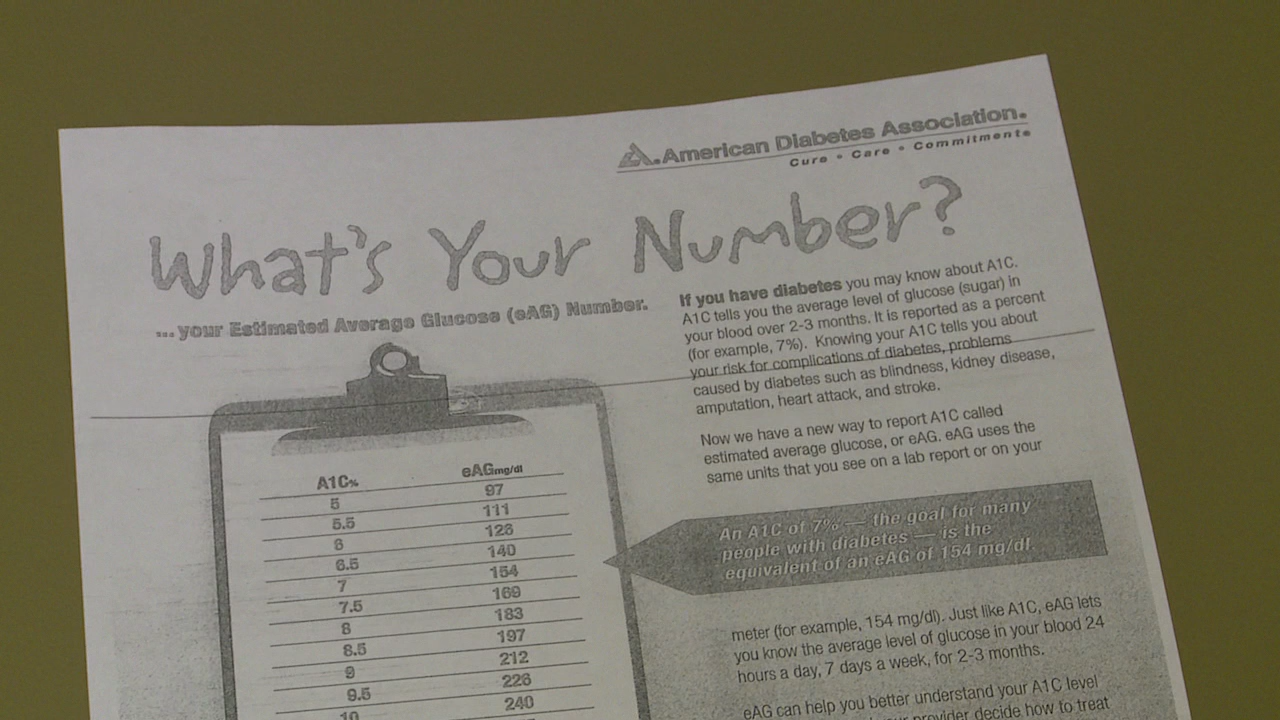 American Diabetes Association.
Cure • Care • Commitment
What's Your Number?
...your Estimated Average Glucose (eAG) Number.
If you have diabetes you may know about A1C.
A1C tells you the average level of glucose (sugar) in
your blood over 2-3 months. It is reported as a percent
(for example, 7%). Knowing your A1C tells you about
your risk for complications of diabetes, problems
caused by diabetes such as blindness, kidney disease,
amputation, heart attack, and stroke.
Now we have a new way to report A1C called
estimated average glucose, or eAG. eAG uses the
same units that you see on a lab report or on your
A1C% eAGmg/dl
5 97
5.5 111
6 126
6.5 140
7 154
7.5 169
8 183
8.5 197
9 212
9.5 226
10 240
An A1C of 7% — the goal for many
people with diabetes — is the
equivalent of an eAG of 154 mg/dl.
meter (for example, 154 mg/dl). Just like A1C, eAG lets
you know the average level of glucose in your blood 24
hours a day, 7 days a week, for 2-3 months.
eAG can help you better understand your A1C level
provider decide how to treat